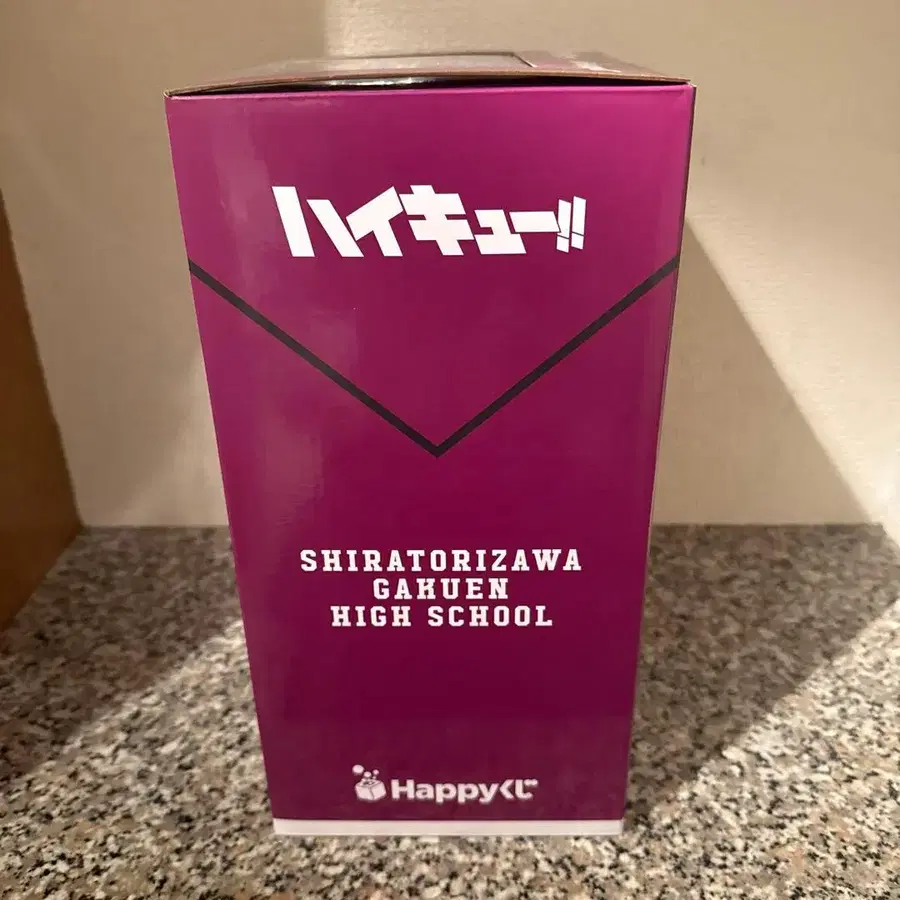 ハイキュー!!
SHIRATORIZAWA
GAKUEN
HIGH SCHOOL
Happyくじ